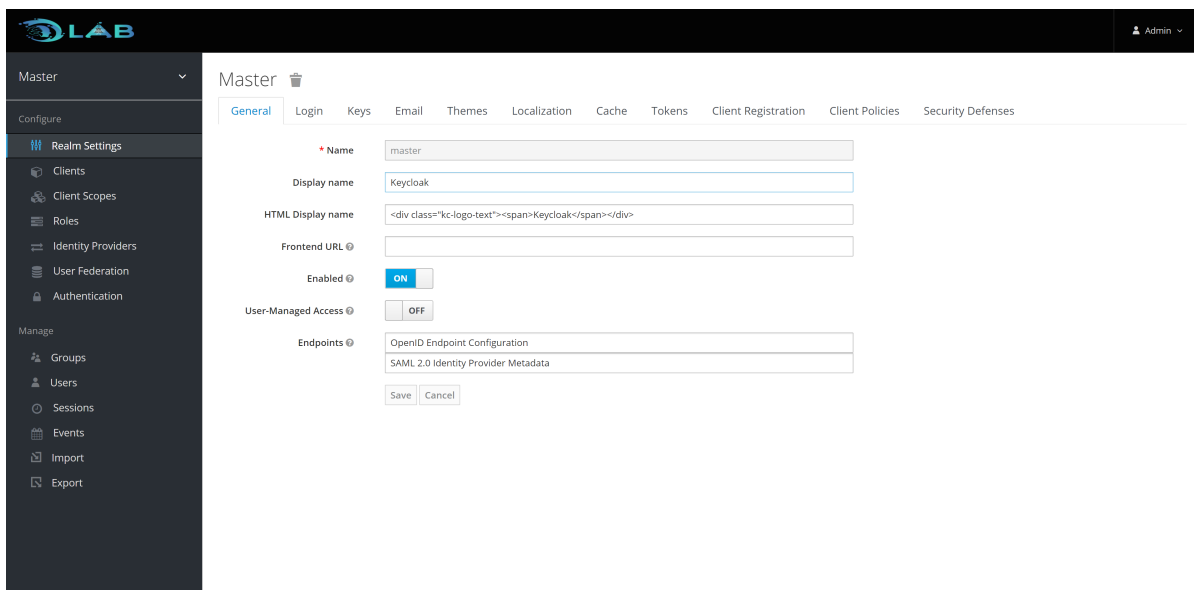 DLAB
Admin
Master
Configure
Realm Settings
Clients
Client Scopes
Roles
Identity Providers
User Federation
Authentication
Manage
Groups
Users
Sessions
Events
Import
Export
Master
General Login Keys Email Themes Localization Cache Tokens Client Registration Client Policies Security Defenses
* Name master
Display name Keycloak
HTML Display name <div class="kc-logo-text"><span>Keycloak</span></div>
Frontend URL
Enabled ON
User-Managed Access OFF
Endpoints OpenID Endpoint Configuration
SAML 2.0 Identity Provider Metadata
Save Cancel